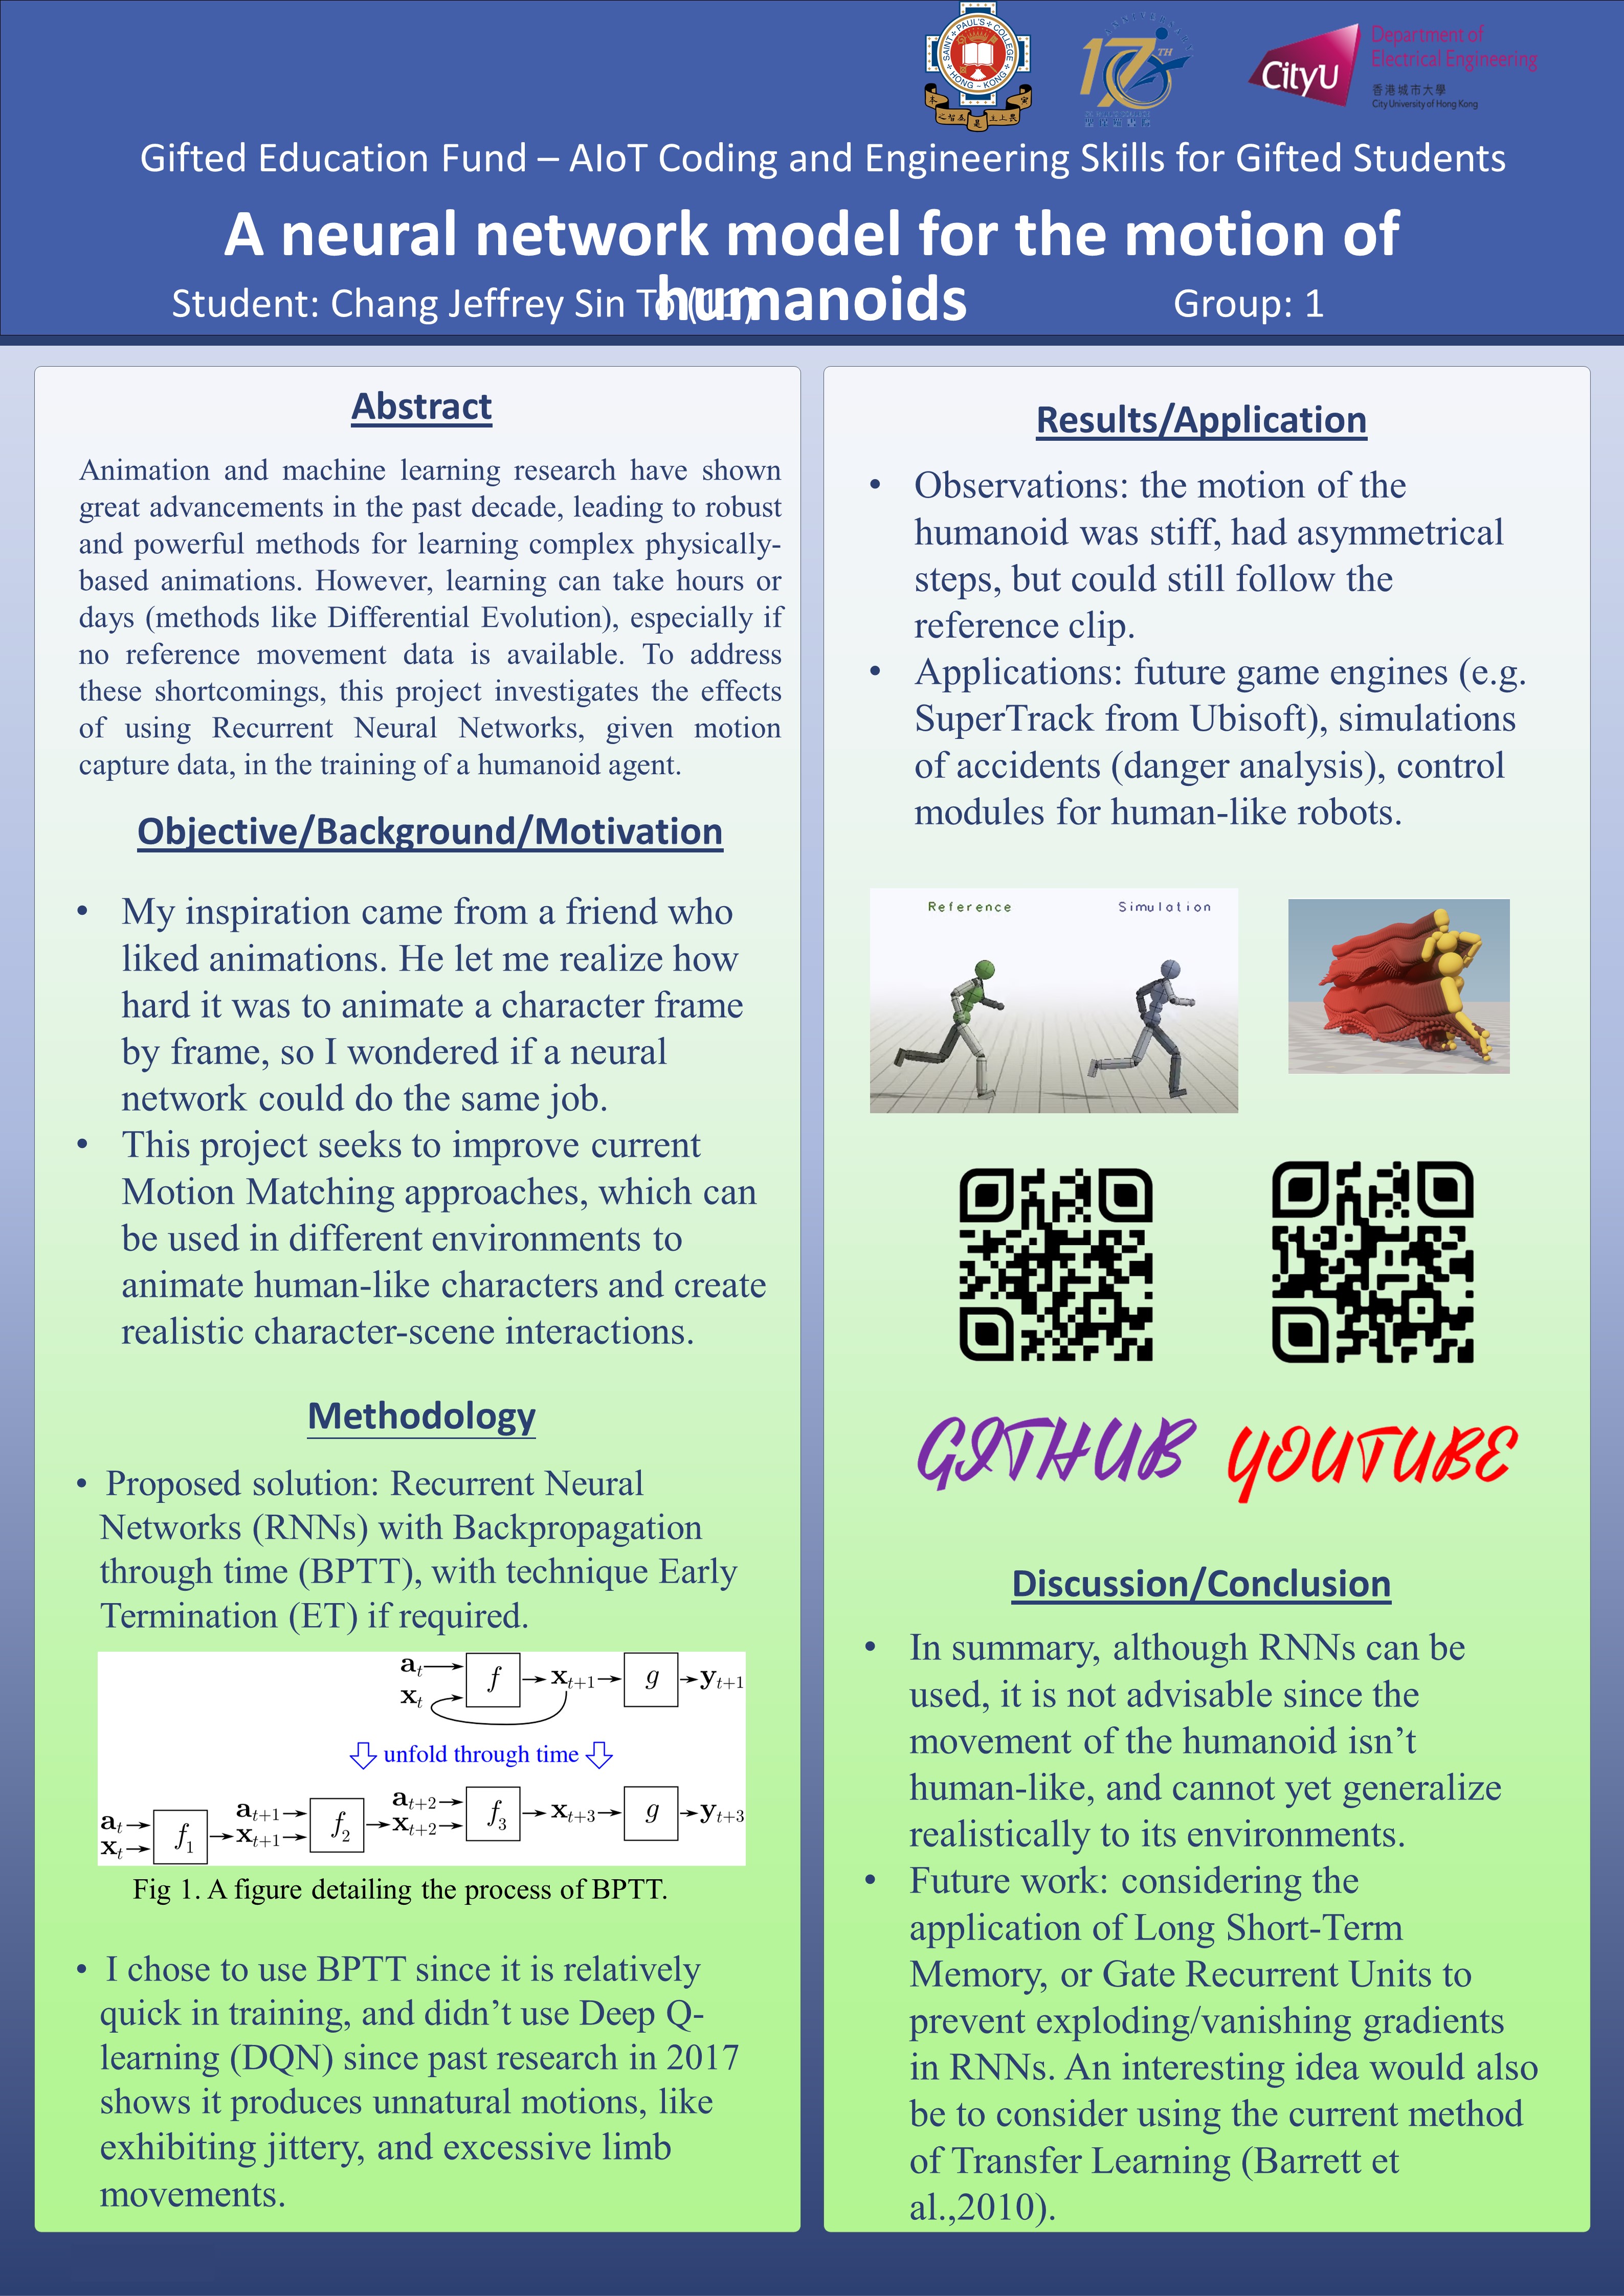 SAINT PAUL'S COLLEGE
HONG - KONG
17
TH
CityU
Department of
Electrical Engineering
香港城市大學
City University of Hong Kong
Gifted Education Fund – AIoT Coding and Engineering Skills for Gifted Students
A neural network model for the motion of
humanoids
Student: Chang Jeffrey Sin To (11)
Group: 1
Abstract
Animation and machine learning research have shown
great advancements in the past decade, leading to robust
and powerful methods for learning complex physically-
based animations. However, learning can take hours or
days (methods like Differential Evolution), especially if
no reference movement data is available. To address
these shortcomings, this project investigates the effects
of using Recurrent Neural Networks, given motion
capture data, in the training of a humanoid agent.
Objective/Background/Motivation
• My inspiration came from a friend who
liked animations. He let me realize how
hard it was to animate a character frame
by frame, so I wondered if a neural
network could do the same job.
• This project seeks to improve current
Motion Matching approaches, which can
be used in different environments to
animate human-like characters and create
realistic character-scene interactions.
Methodology
• Proposed solution: Recurrent Neural
Networks (RNNs) with Backpropagation
through time (BPTT), with technique Early
Termination (ET) if required.
a_t f x_{t+1} g y_{t+1}
x_t
unfold through time
a_t a_{t+1} a_{t+2} x_{t+3} g y_{t+3}
x_t f_1 x_{t+1} f_2 x_{t+2} f_3
Fig 1. A figure detailing the process of BPTT.
• I chose to use BPTT since it is relatively
quick in training, and didn't use Deep Q-
learning (DQN) since past research in 2017
shows it produces unnatural motions, like
exhibiting jittery, and excessive limb
movements.
Results/Application
• Observations: the motion of the
humanoid was stiff, had asymmetrical
steps, but could still follow the
reference clip.
• Applications: future game engines (e.g.
SuperTrack from Ubisoft), simulations
of accidents (danger analysis), control
modules for human-like robots.
Reference Simulation
GITHUB YOUTUBE
Discussion/Conclusion
• In summary, although RNNs can be
used, it is not advisable since the
movement of the humanoid isn't
human-like, and cannot yet generalize
realistically to its environments.
• Future work: considering the
application of Long Short-Term
Memory, or Gate Recurrent Units to
prevent exploding/vanishing gradients
in RNNs. An interesting idea would also
be to consider using the current method
of Transfer Learning (Barrett et
al.,2010).